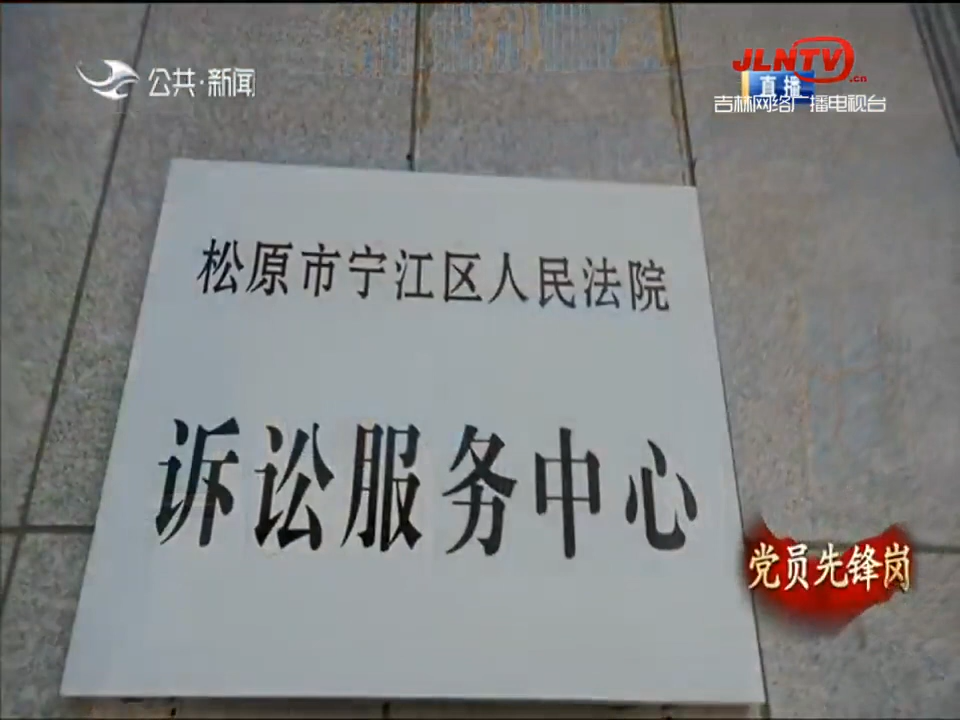 公共·新闻
JLNTV.cn
直播
吉林网络广播电视台
松原市宁江区人民法院
诉讼服务中心
党员先锋岗